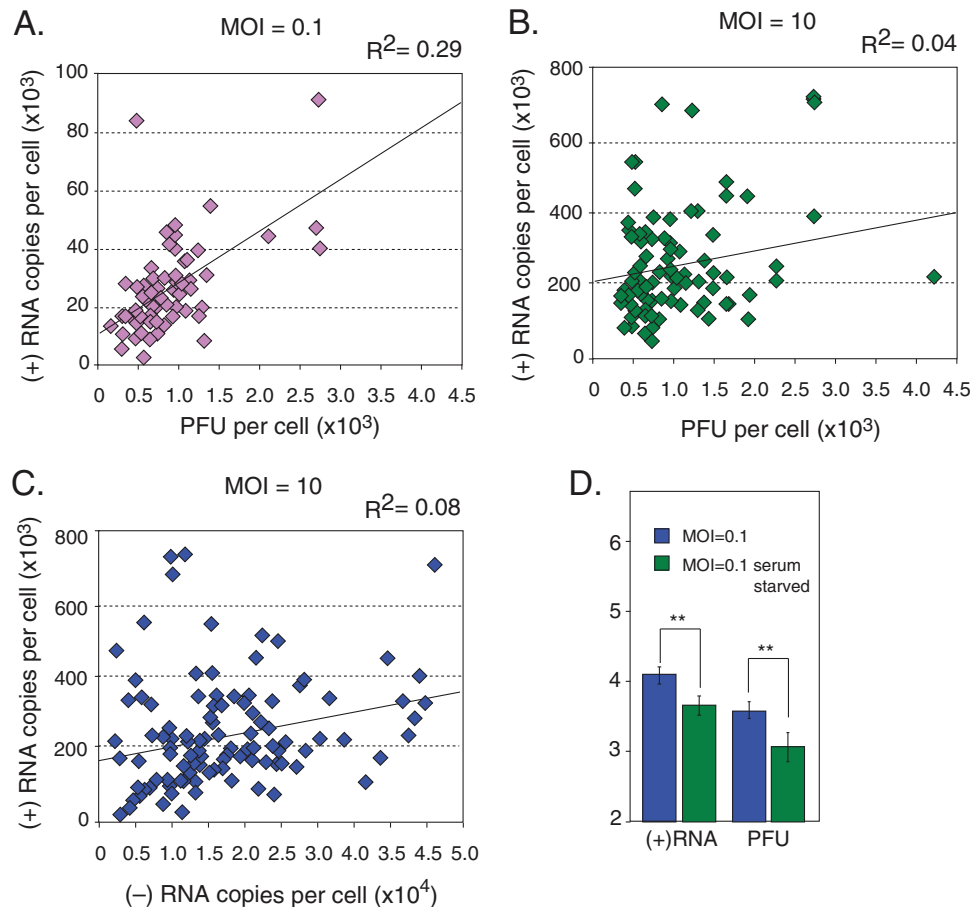 A.
MOI = 0.1
R2= 0.29
(+) RNA copies per cell (x103)
100
80
60
40
20
0
0 0.5 1.0 1.5 2.0 2.5 3.0 3.5 4.0 4.5
PFU per cell (x103)
B.
MOI = 10
R2= 0.04
(+) RNA copies per cell (x103)
800
600
400
200
0
0 0.5 1.0 1.5 2.0 2.5 3.0 3.5 4.0 4.5
PFU per cell (x103)
C.
MOI = 10
R2= 0.08
(+) RNA copies per cell (x103)
800
600
400
200
0
0 0.5 1.0 1.5 2.0 2.5 3.0 3.5 4.0 4.5 5.0
(–) RNA copies per cell (x104)
D.
6
5
4
3
2
MOI=0.1
MOI=0.1 serum
starved
**
**
(+)RNA PFU